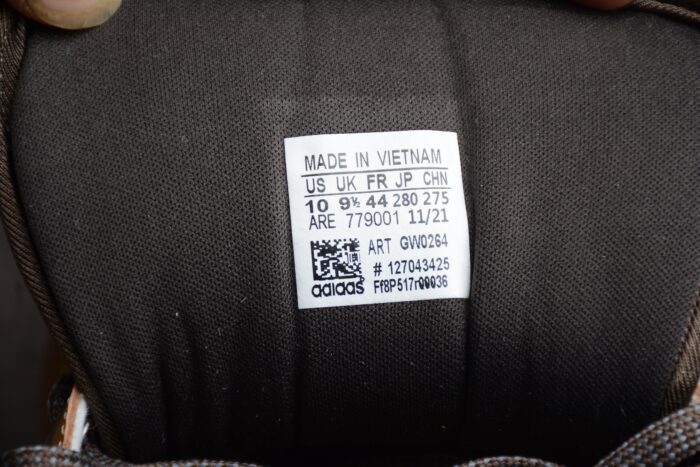 MADE IN VIETNAM
US UK FR JP CHN
10 9½ 44 280 275
ARE 779001 11/21
ART GW0264
# 127043425
adidas Ff8P517r00036